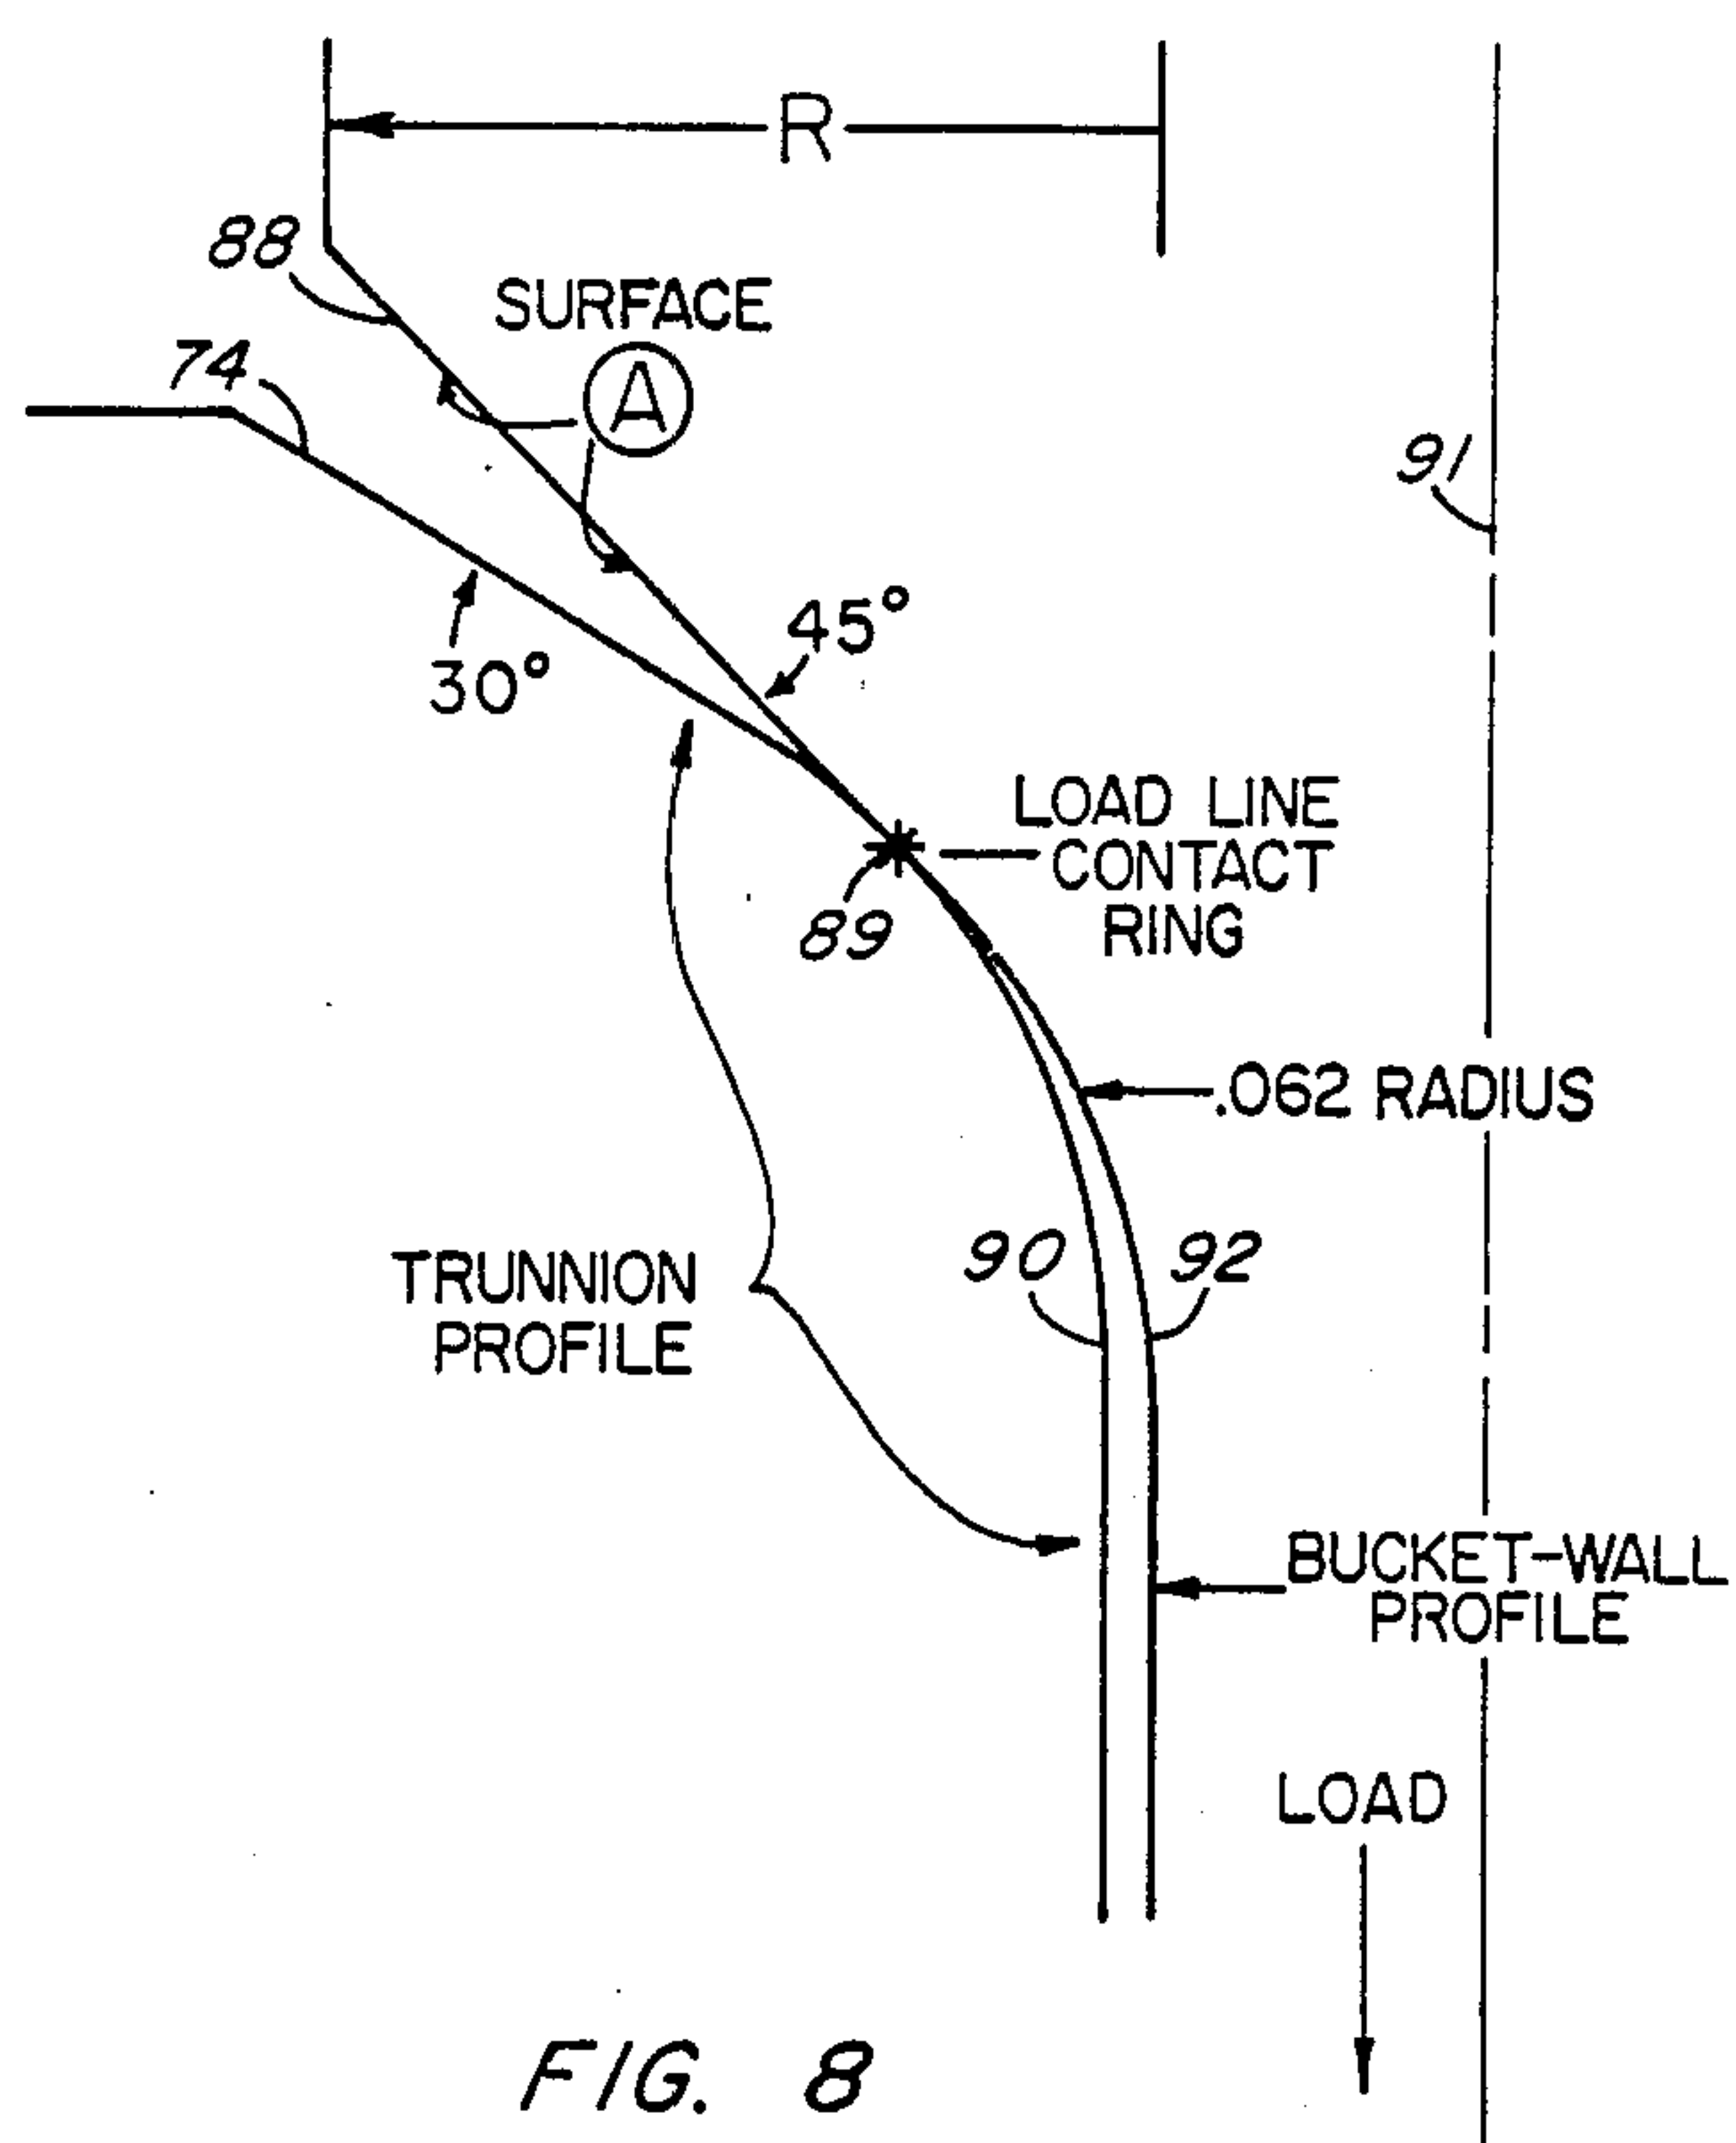 R
88
SURFACE
A
74
91
45°
30°
LOAD LINE
CONTACT
RING
89
.062 RADIUS
90
92
TRUNNION
PROFILE
BUCKET-WALL
PROFILE
LOAD
FIG. 8